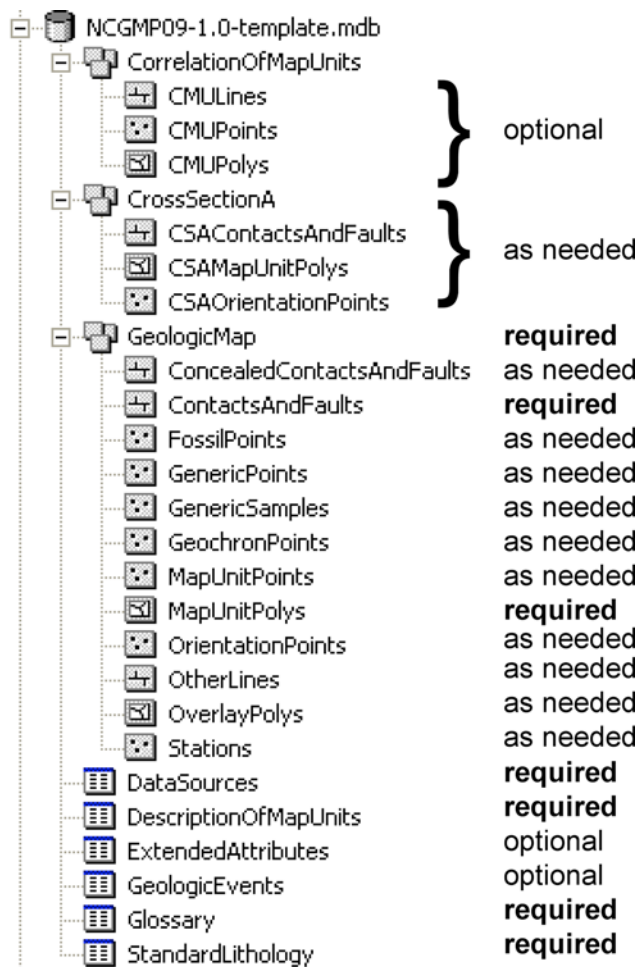 NCGMP09-1.0-template.mdb
CorrelationOfMapUnits
CMULines
CMUPoints optional
CMUPolys
CrossSectionA
CSAContactsAndFaults
CSAMapUnitPolys as needed
CSAOrientationPoints
GeologicMap required
ConcealedContactsAndFaults as needed
ContactsAndFaults required
FossilPoints as needed
GenericPoints as needed
GenericSamples as needed
GeochronPoints as needed
MapUnitPoints as needed
MapUnitPolys required
OrientationPoints as needed
OtherLines as needed
OverlayPolys as needed
Stations as needed
DataSources required
DescriptionOfMapUnits required
ExtendedAttributes optional
GeologicEvents optional
Glossary required
StandardLithology required